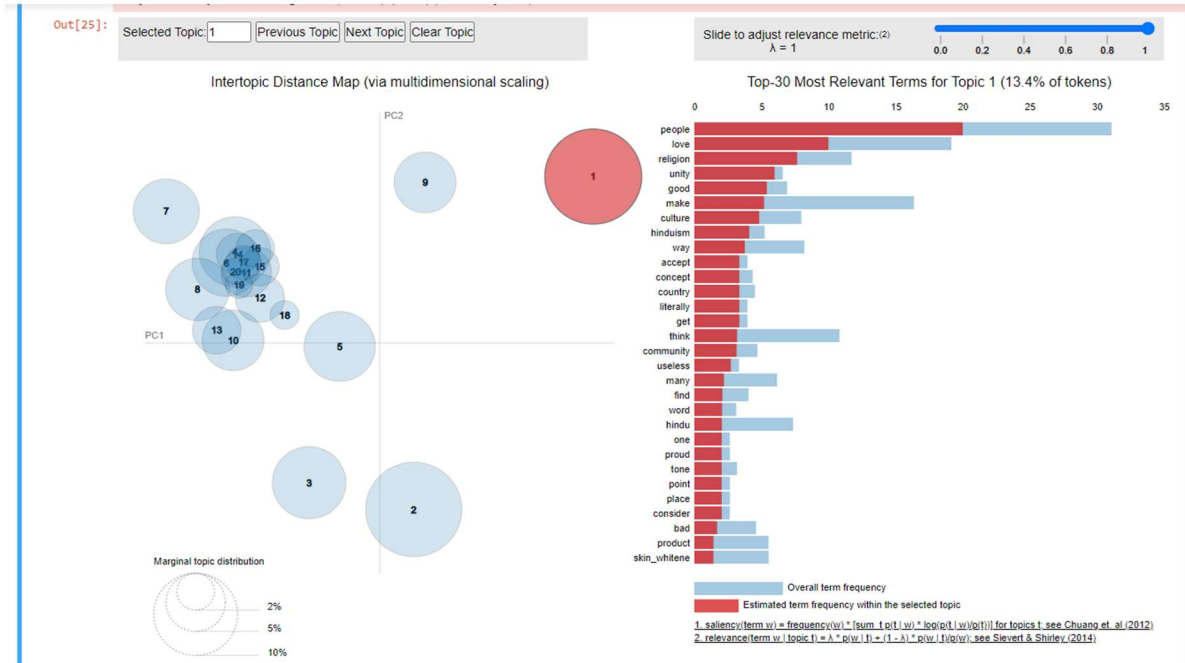 Out[25]:
Selected Topic: 1 Previous Topic Next Topic Clear Topic
Slide to adjust relevance metric:(2)
λ = 1
0.0 0.2 0.4 0.6 0.8 1
Intertopic Distance Map (via multidimensional scaling)
PC2
PC1
1
9
7
4
16
14
17
6
15
20
11
19
8
12
18
13
10
5
3
2
Marginal topic distribution
2%
5%
10%
Top-30 Most Relevant Terms for Topic 1 (13.4% of tokens)
0 5 10 15 20 25 30 35
people
love
religion
unity
good
make
culture
hinduism
way
accept
concept
country
literally
get
think
community
useless
many
find
word
hindu
one
proud
tone
point
place
consider
bad
product
skin_whitene
Overall term frequency
Estimated term frequency within the selected topic
1. saliency(term w) = frequency(w) * [sum_t p(t | w) * log(p(t | w)/p(t))] for topics t; see Chuang et. al (2012)
2. relevance(term w | topic t) = λ * p(w | t) + (1 - λ) * p(w | t)/p(w); see Sievert & Shirley (2014)